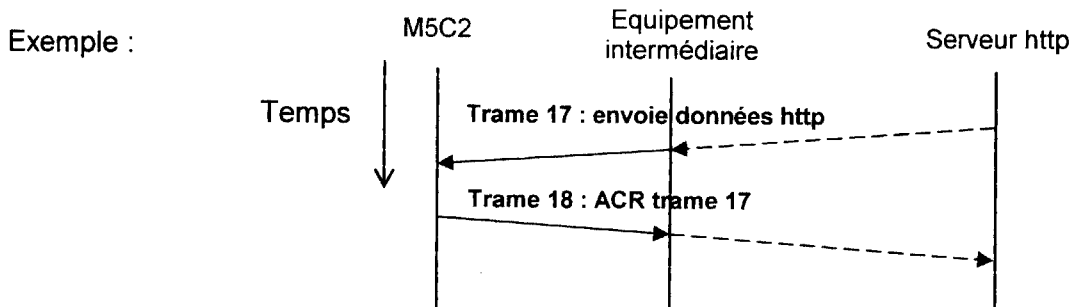 Exemple :
M5C2
Equipement
intermédiaire
Serveur http
Temps
Trame 17 : envoie données http
Trame 18 : ACR trame 17